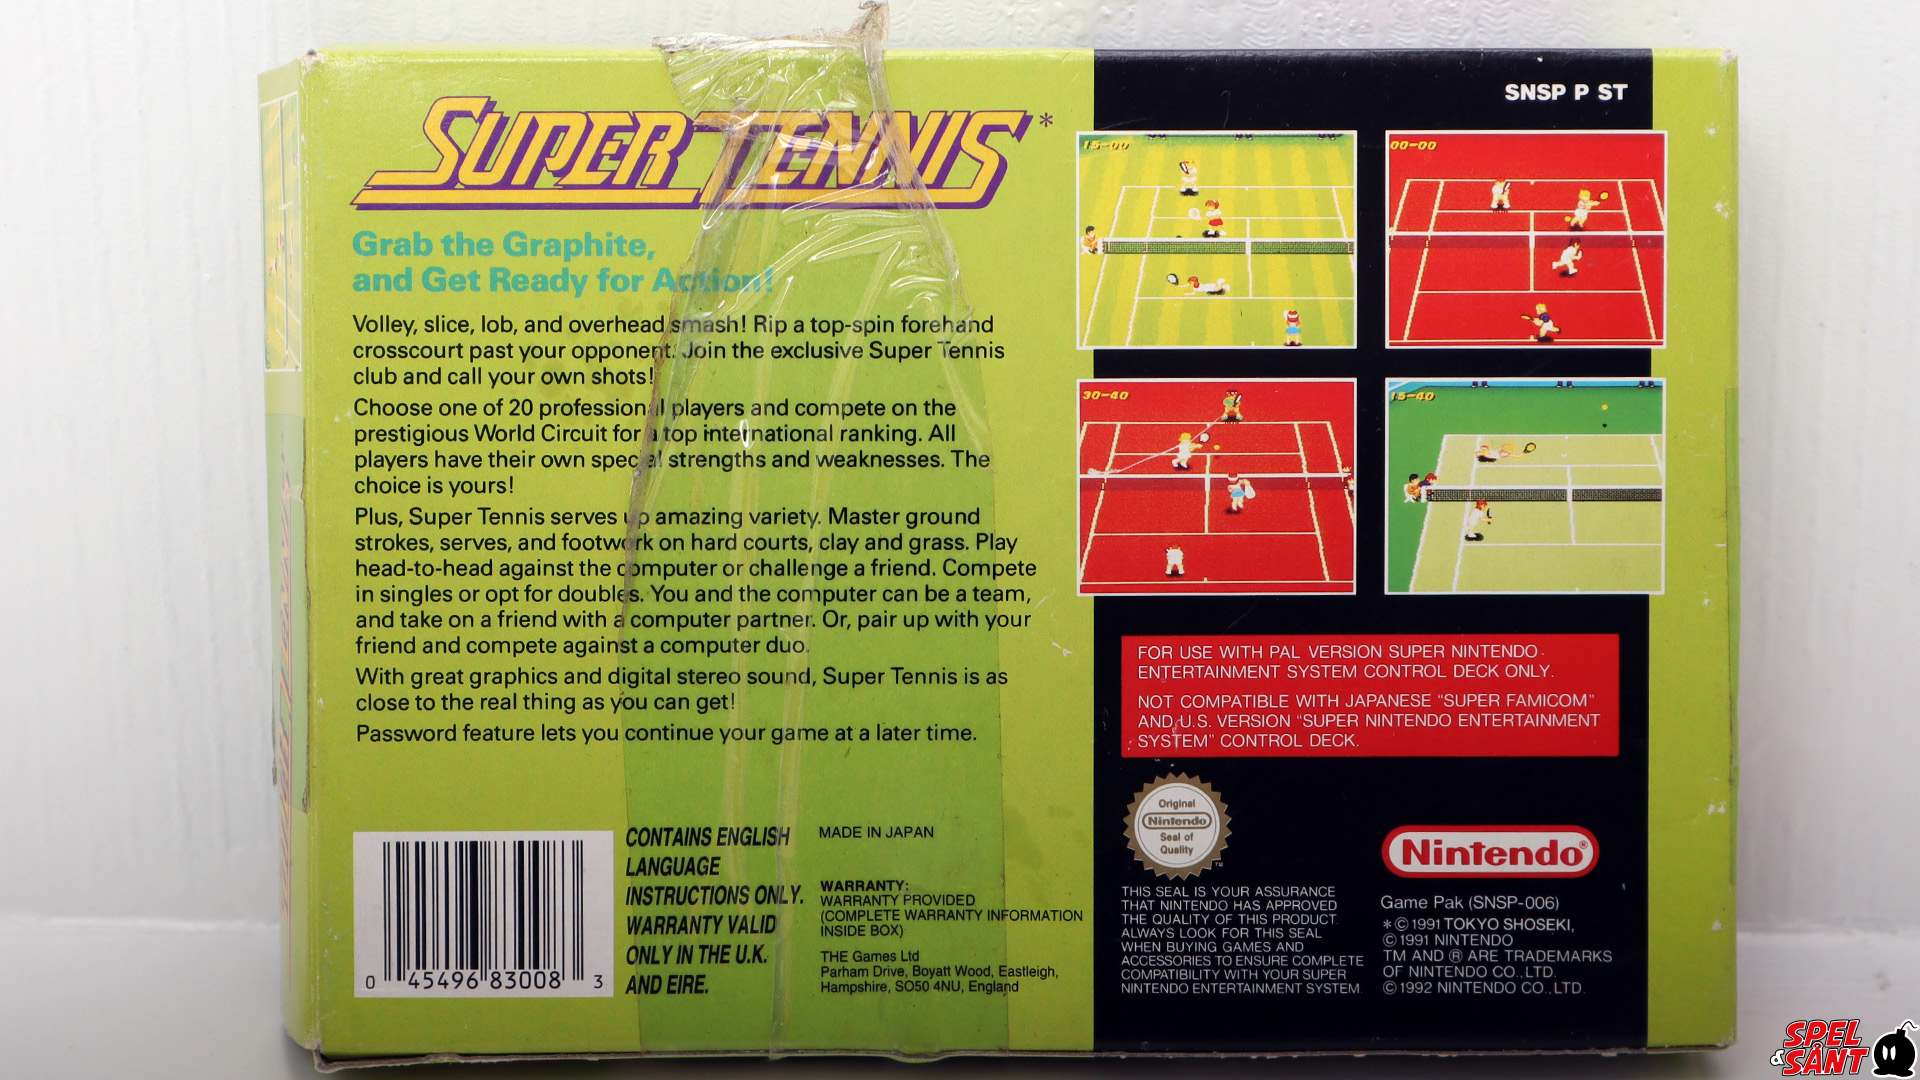 SUPER TENNIS*
Grab the Graphite,
and Get Ready for Action!
Volley, slice, lob, and overhead smash! Rip a top-spin forehand
crosscourt past your opponent. Join the exclusive Super Tennis
club and call your own shots!
Choose one of 20 professional players and compete on the
prestigious World Circuit for a top international ranking. All
players have their own special strengths and weaknesses. The
choice is yours!
Plus, Super Tennis serves up amazing variety. Master ground
strokes, serves, and footwork on hard courts, clay and grass. Play
head-to-head against the computer or challenge a friend. Compete
in singles or opt for doubles. You and the computer can be a team,
and take on a friend with a computer partner. Or, pair up with your
friend and compete against a computer duo.
With great graphics and digital stereo sound, Super Tennis is as
close to the real thing as you can get!
Password feature lets you continue your game at a later time.
0 45496 83008 3
CONTAINS ENGLISH
LANGUAGE
INSTRUCTIONS ONLY.
WARRANTY VALID
ONLY IN THE U.K.
AND EIRE.
MADE IN JAPAN
WARRANTY:
WARRANTY PROVIDED
(COMPLETE WARRANTY INFORMATION
INSIDE BOX)
THE Games Ltd
Parham Drive, Boyatt Wood, Eastleigh,
Hampshire, SO50 4NU, England
SNSP P ST
15-00
00-00
30-40
15-40
FOR USE WITH PAL VERSION SUPER NINTENDO
ENTERTAINMENT SYSTEM CONTROL DECK ONLY.
NOT COMPATIBLE WITH JAPANESE "SUPER FAMICOM"
AND U.S. VERSION "SUPER NINTENDO ENTERTAINMENT
SYSTEM" CONTROL DECK.
Original
Nintendo
Seal of
Quality
TM
THIS SEAL IS YOUR ASSURANCE
THAT NINTENDO HAS APPROVED
THE QUALITY OF THIS PRODUCT.
ALWAYS LOOK FOR THIS SEAL
WHEN BUYING GAMES AND
ACCESSORIES TO ENSURE COMPLETE
COMPATIBILITY WITH YOUR SUPER
NINTENDO ENTERTAINMENT SYSTEM.
Nintendo®
Game Pak (SNSP-006)
*©1991 TOKYO SHOSEKI,
©1991 NINTENDO
TM AND ® ARE TRADEMARKS
OF NINTENDO CO.,LTD.
©1992 NINTENDO CO.,LTD.
SPEL
&SÅNT